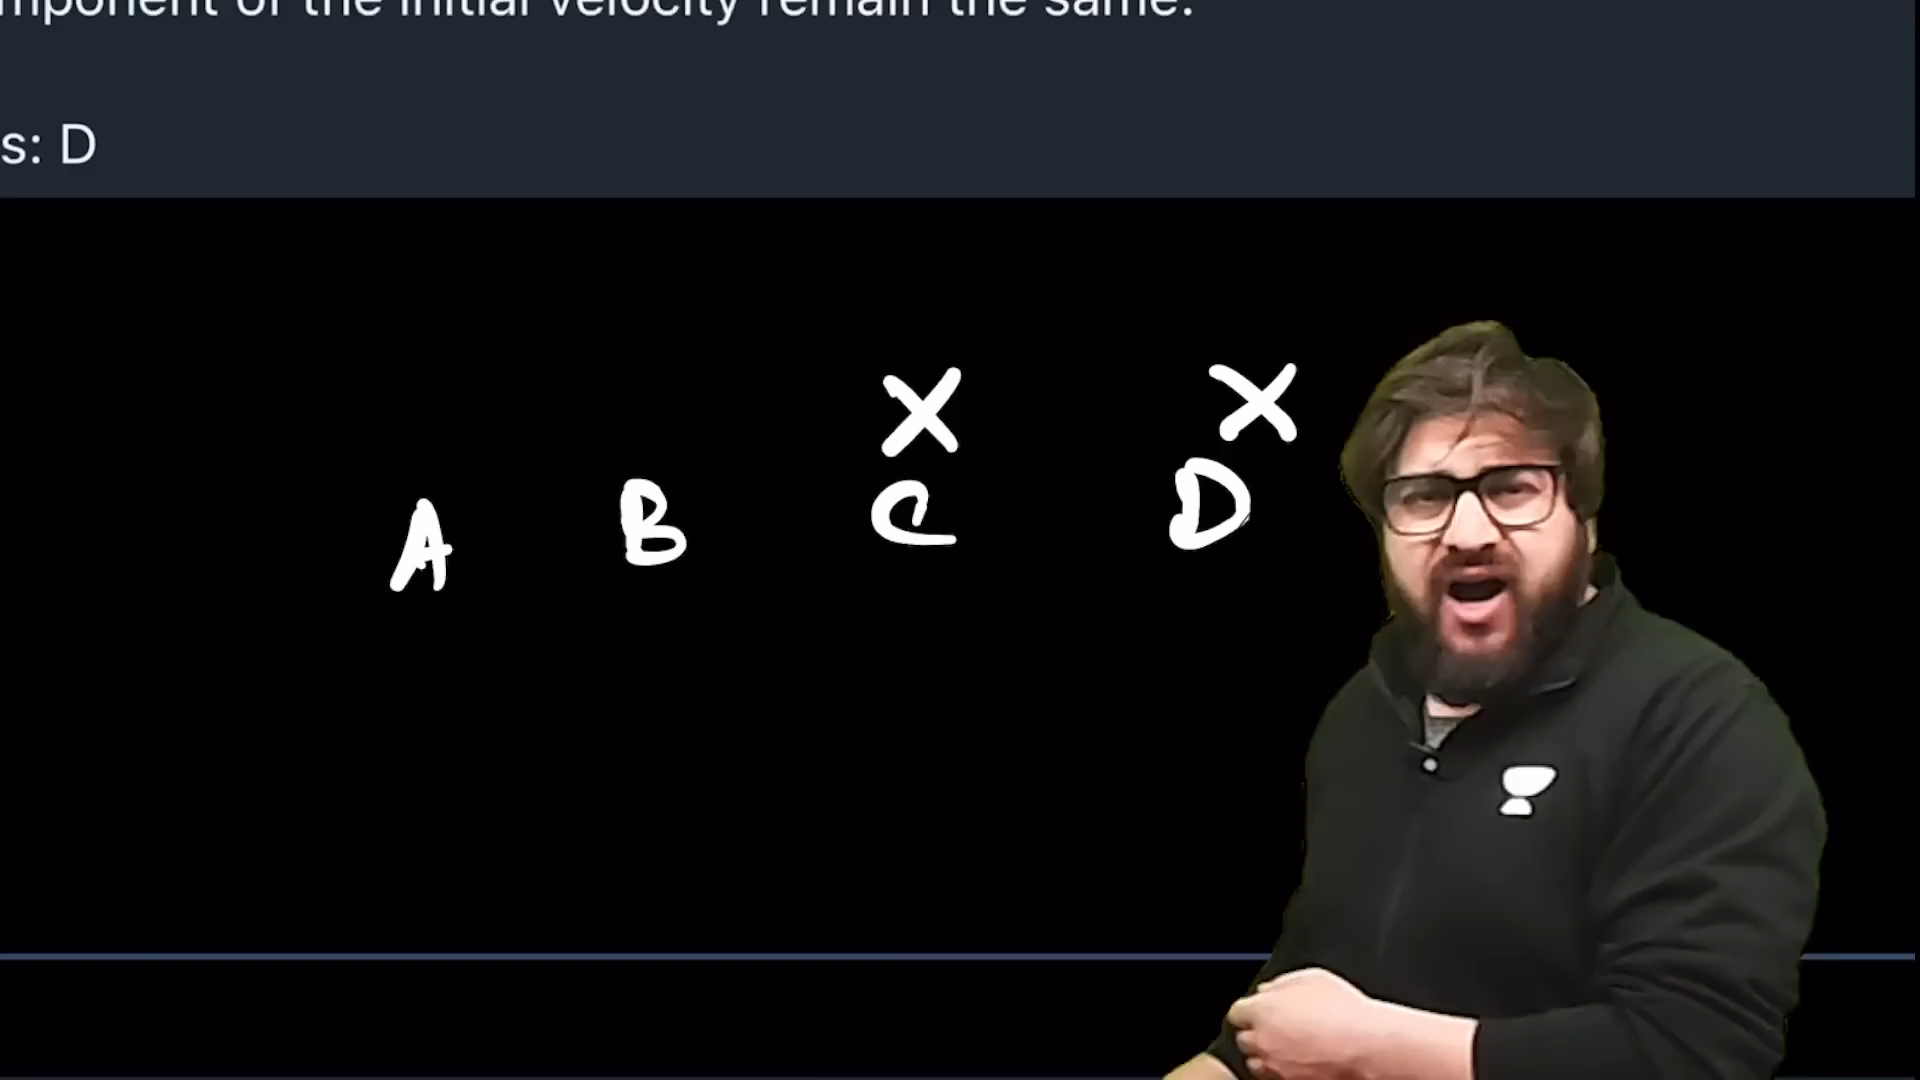 mponent of the initial velocity remain the same.
s: D
X X
A B C D